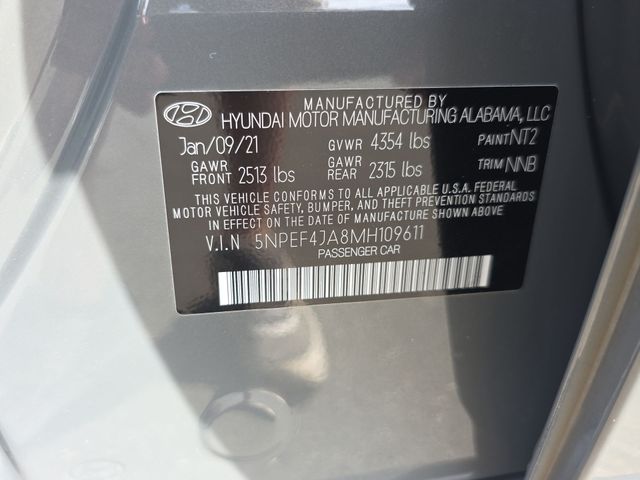 MANUFACTURED BY
HYUNDAI MOTOR MANUFACTURING ALABAMA, LLC
Jan/09/21 GVWR 4354 lbs PAINT NT2
GAWR FRONT 2513 lbs GAWR REAR 2315 lbs TRIM NNB
THIS VEHICLE CONFORMS TO ALL APPLICABLE U.S.A. FEDERAL
MOTOR VEHICLE SAFETY, BUMPER, AND THEFT PREVENTION STANDARDS
IN EFFECT ON THE DATE OF MANUFACTURE SHOWN ABOVE.
V.I.N 5NPEF4JA8MH109611
PASSENGER CAR